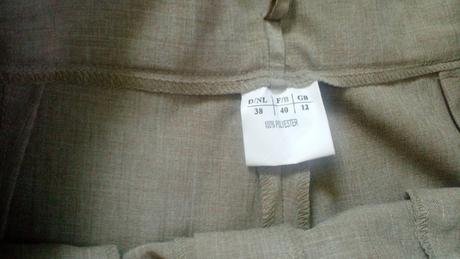 D/NL F/B GB
38 40 12
100% POLYESTER